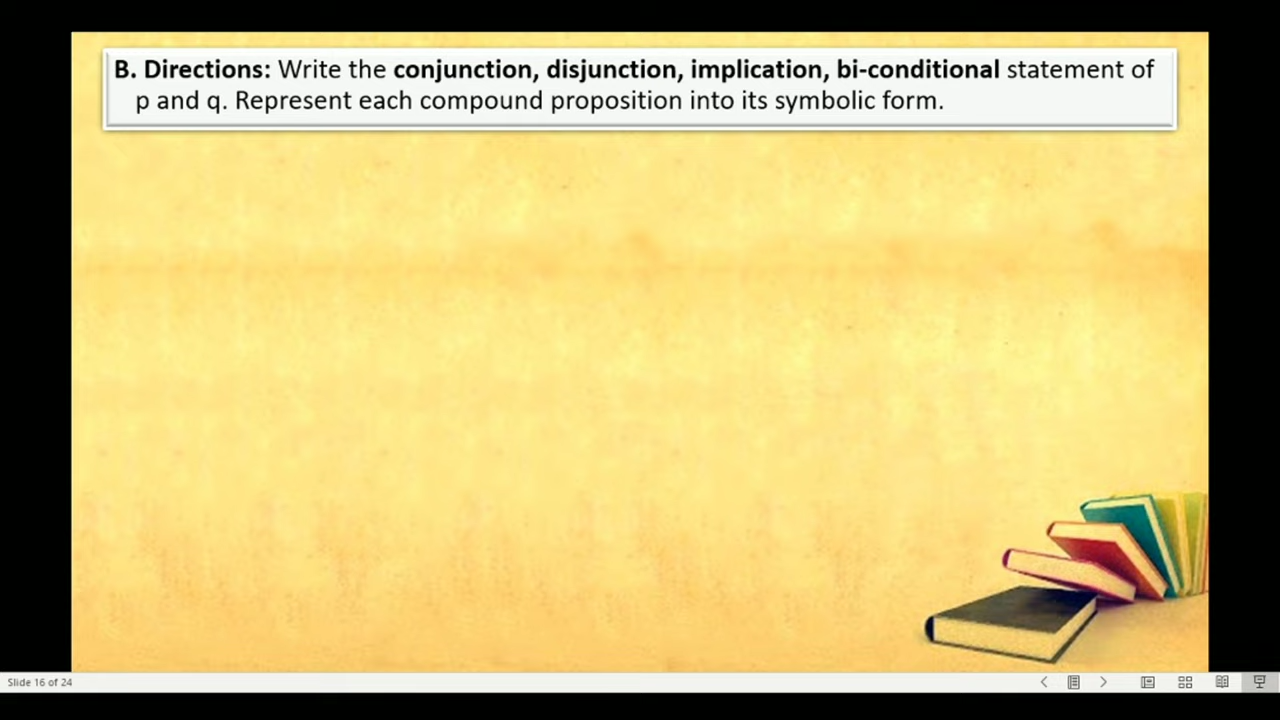 B. Directions: Write the conjunction, disjunction, implication, bi-conditional statement of
p and q. Represent each compound proposition into its symbolic form.
Slide 16 of 24